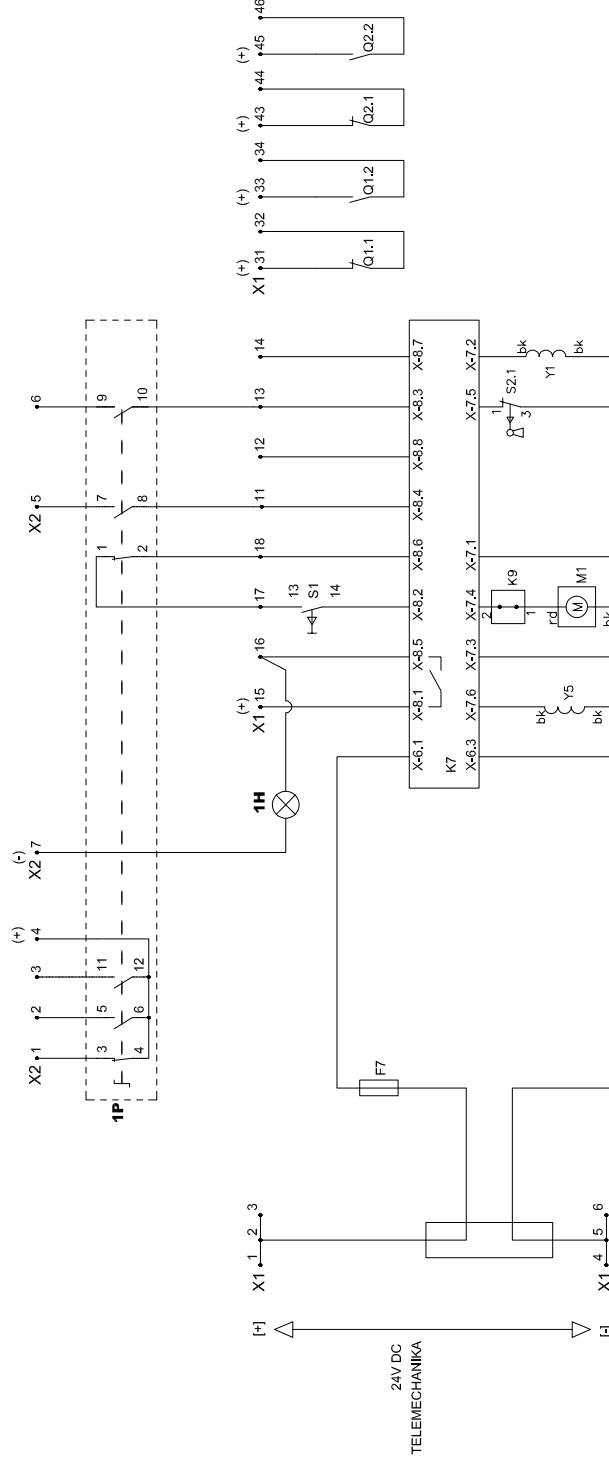 (-) (+)
X2 1 2 3 4 X2 7 X2 5 6
3 5 11 1 7 9
1P
4 6 12 2 8 10
(+) (+) (+) (+) (+)
X1 1 2 3 X1 15 16 17 18 11 12 13 14 X1 31 32 33 34 43 44 45 46
[+]
1H
13
S1
14
Q1.1 Q1.2 Q2.1 Q2.2
F7
24V DC
TELEMECHANIKA
X-6.1 X-8.1 X-8.5 X-8.2 X-8.6 X-8.4 X-8.8 X-8.3 X-8.7
K7
X-6.3 X-7.6 X-7.3 X-7.4 X-7.1 X-7.5 X-7.2
2 K9 1
1 S2.1 3
bk Y5 bk
rd M M1 bk
bk Y1 bk
X1 4 5 6
[-]